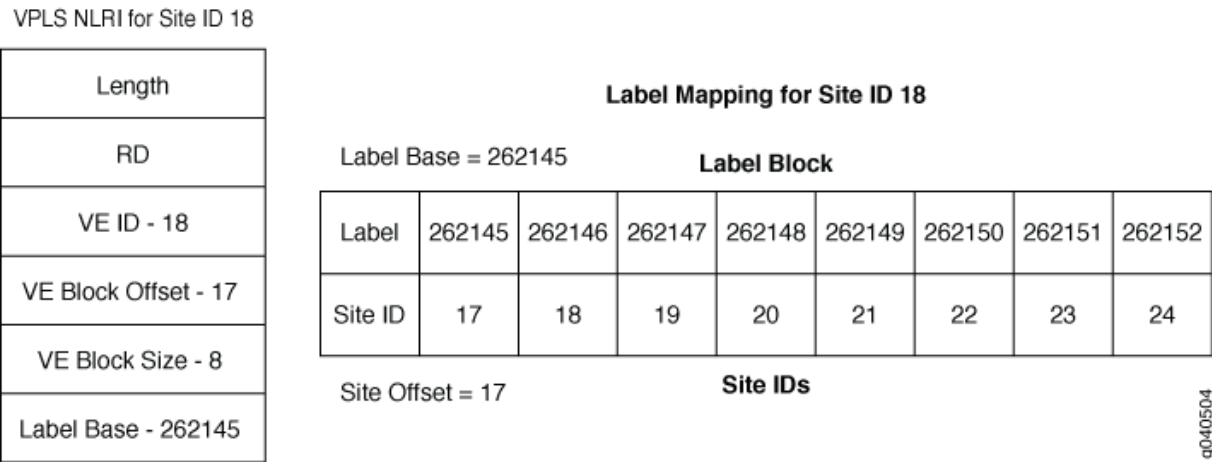 VPLS NLRI for Site ID 18
Length
RD
VE ID - 18
VE Block Offset - 17
VE Block Size - 8
Label Base - 262145
Label Mapping for Site ID 18
Label Base = 262145
Label Block
Label 262145 262146 262147 262148 262149 262150 262151 262152
Site ID 17 18 19 20 21 22 23 24
Site Offset = 17
Site IDs
g040504